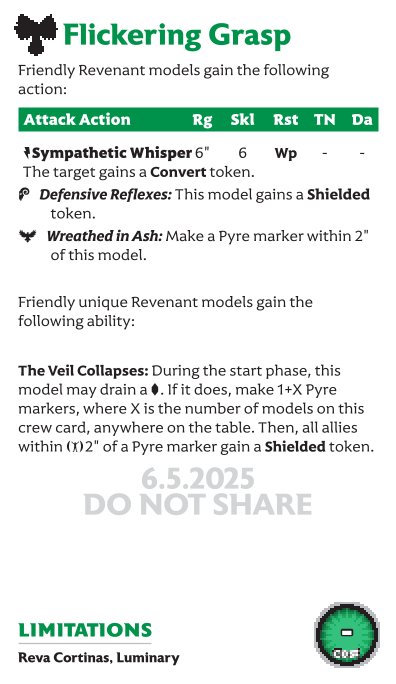 Flickering Grasp
Friendly Revenant models gain the following
action:
Attack Action Rg Skl Rst TN Da
Sympathetic Whisper 6" 6 Wp - -
The target gains a Convert token.
Defensive Reflexes: This model gains a Shielded
token.
Wreathed in Ash: Make a Pyre marker within 2"
of this model.
Friendly unique Revenant models gain the
following ability:
The Veil Collapses: During the start phase, this
model may drain a . If it does, make 1+X Pyre
markers, where X is the number of models on this
crew card, anywhere on the table. Then, all allies
within 2" of a Pyre marker gain a Shielded token.
6.5.2025
DO NOT SHARE
LIMITATIONS
Reva Cortinas, Luminary